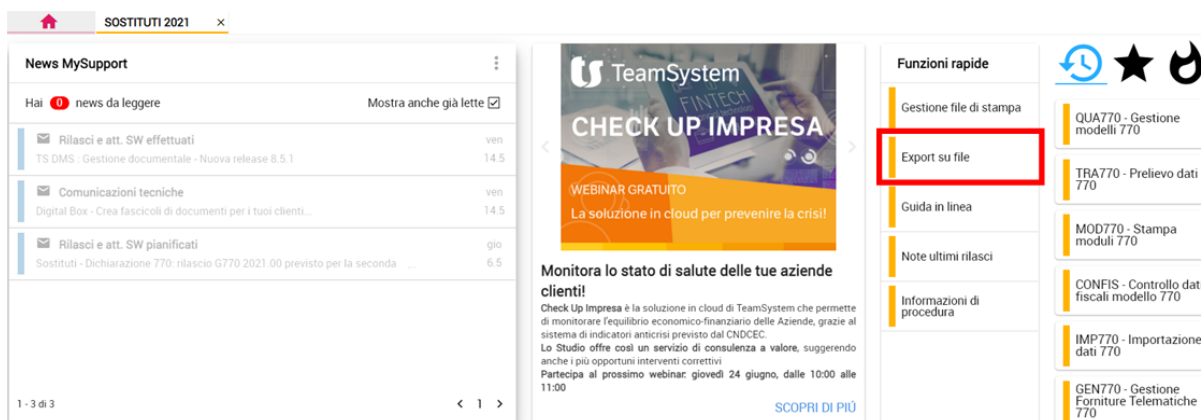 SOSTITUTI 2021 ×
News MySupport
Hai 0 news da leggere
Mostra anche già lette
Rilasci e att. SW effettuati
ven
TS DMS : Gestione documentale - Nuova release 8.5.1
14.5
Comunicazioni tecniche
ven
Digital Box - Crea fascicoli di documenti per i tuoi clienti...
14.5
Rilasci e att. SW pianificati
gio
Sostituti - Dichiarazione 770: rilascio G770 2021.00 previsto per la seconda ...
6.5
1 - 3 di 3
< 1 >
TeamSystem
FINTECH
CHECK UP IMPRESA
WEBINAR GRATUITO
La soluzione in cloud per prevenire la crisi!
Monitora lo stato di salute delle tue aziende
clienti!
Check Up Impresa è la soluzione in cloud di TeamSystem che permette
di monitorare l'equilibrio economico-finanziario delle Aziende, grazie al
sistema di indicatori anticrisi previsto dal CNDCEC.
Lo Studio offre così un servizio di consulenza a valore, suggerendo
anche i più opportuni interventi correttivi
Partecipa al prossimo webinar: giovedì 24 giugno, dalle 10:00 alle
11:00
SCOPRI DI PIÚ
Funzioni rapide
Gestione file di stampa
Export su file
Guida in linea
Note ultimi rilasci
Informazioni di
procedura
QUA770 - Gestione
modelli 770
TRA770 - Prelievo dati
770
MOD770 - Stampa
moduli 770
CONFIS - Controllo dat
fiscali modello 770
IMP770 - Importazione
dati 770
GEN770 - Gestione
Forniture Telematiche
770